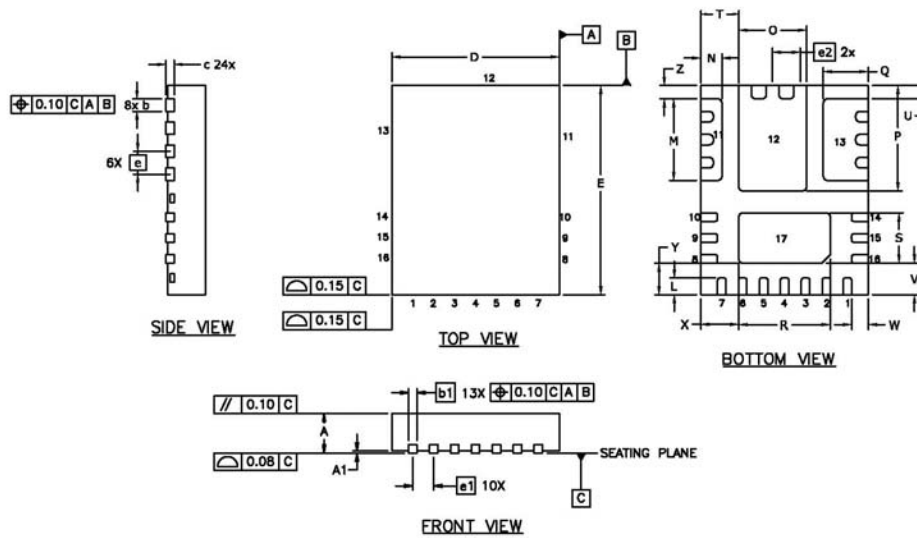 c 24x
⌖ 0.10 C A B
8x b
6X e
SIDE VIEW
D
A
B
12
13
11
E
14
10
15
9
16
8
⌓ 0.15 C
⌓ 0.15 C
1 2 3 4 5 6 7
TOP VIEW
T
O
N
e2 2x
Z
Q
U
M
11
12
13
P
10
14
9
17
15
S
8
16
Y
L
V
7 6 5 4 3 2 1
X
R
W
BOTTOM VIEW
// 0.10 C
b1 13X ⌖ 0.10 C A B
A
⌓ 0.08 C
A1
SEATING PLANE
e1 10X
C
FRONT VIEW